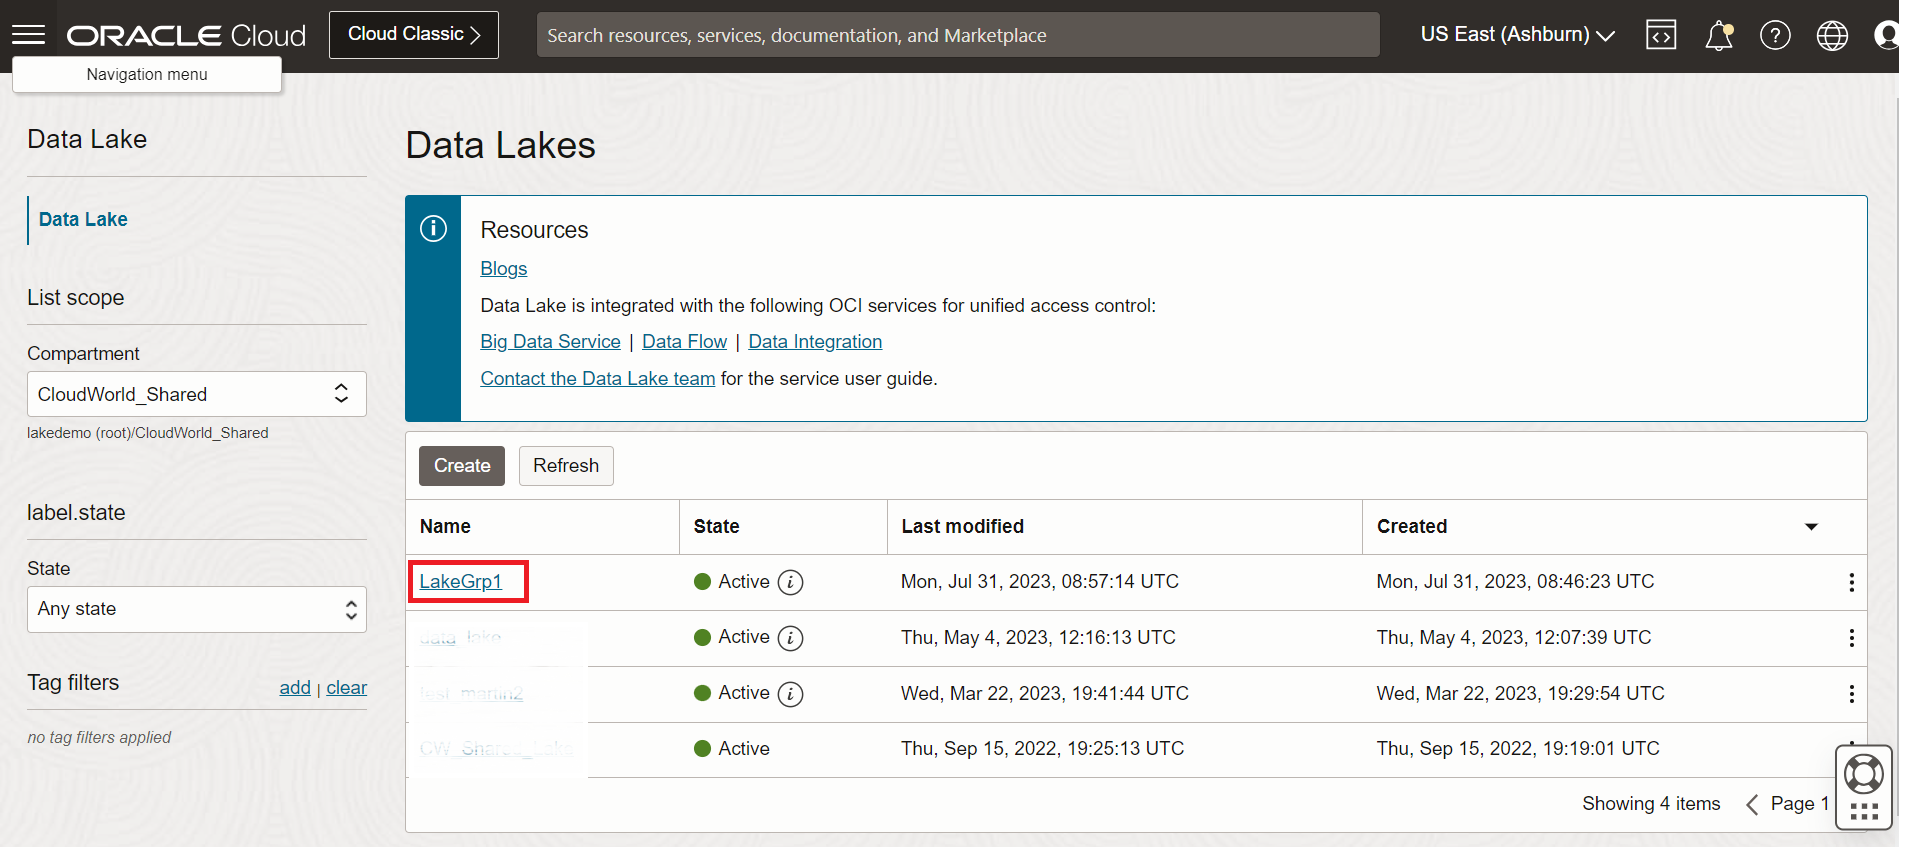 ORACLE Cloud Cloud Classic Search resources, services, documentation, and Marketplace US East (Ashburn)
Navigation menu
Data Lake
Data Lake
List scope
Compartment
CloudWorld_Shared
lakedemo (root)/CloudWorld_Shared
label.state
State
Any state
Tag filters add | clear
no tag filters applied
Data Lakes
Resources
Blogs
Data Lake is integrated with the following OCI services for unified access control:
Big Data Service | Data Flow | Data Integration
Contact the Data Lake team for the service user guide.
Create Refresh
Name State Last modified Created
LakeGrp1 Active Mon, Jul 31, 2023, 08:57:14 UTC Mon, Jul 31, 2023, 08:46:23 UTC
data_lake Active Thu, May 4, 2023, 12:16:13 UTC Thu, May 4, 2023, 12:07:39 UTC
Active Wed, Mar 22, 2023, 19:41:44 UTC Wed, Mar 22, 2023, 19:29:54 UTC
Active Thu, Sep 15, 2022, 19:25:13 UTC Thu, Sep 15, 2022, 19:19:01 UTC
Showing 4 items Page 1